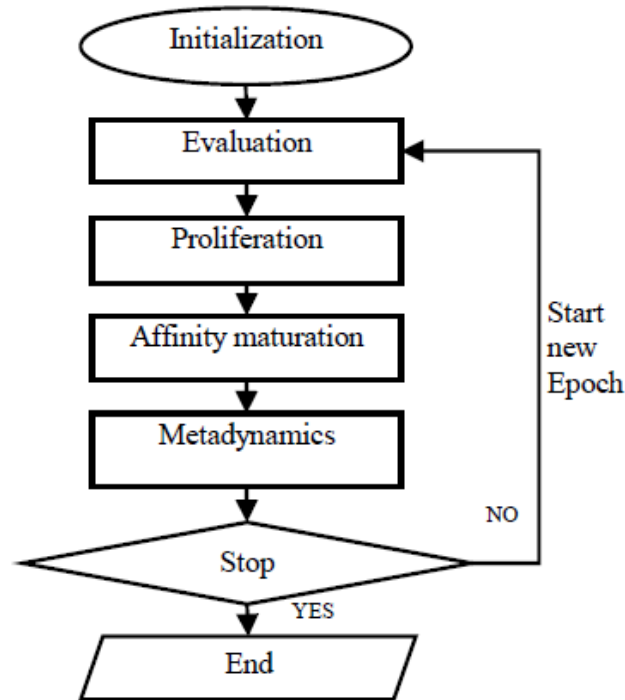 Initialization
Evaluation
Proliferation
Affinity maturation
Metadynamics
Start
new
Epoch
NO
Stop
YES
End